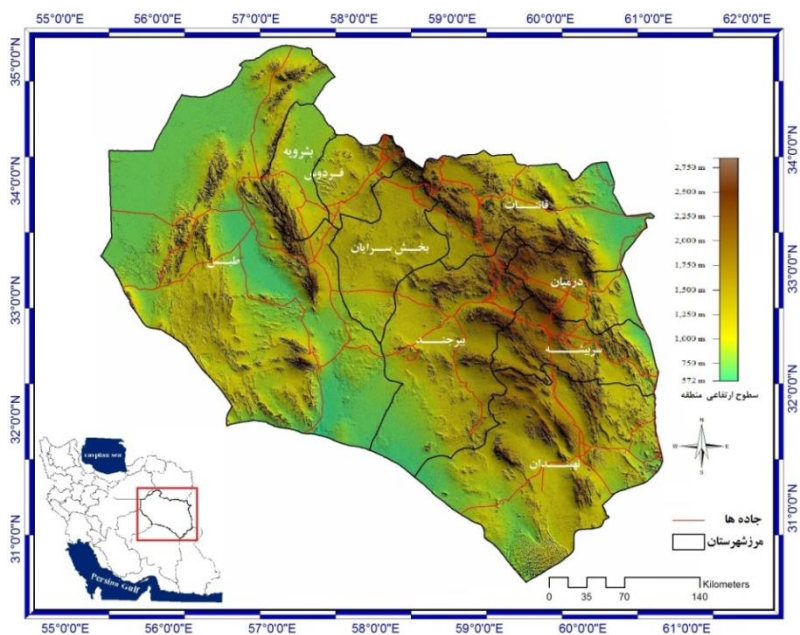 55°0'0"E 56°0'0"E 57°0'0"E 58°0'0"E 59°0'0"E 60°0'0"E 61°0'0"E 62°0'0"E
35°0'0"N
34°0'0"N
33°0'0"N
32°0'0"N
31°0'0"N
34°0'0"N
33°0'0"N
32°0'0"N
31°0'0"N
بشرویه
فردوس
قائنات
بخش سرایان
طبس
درمیان
بیرجند
سربیشه
نهبندان
2,750 m
2,500 m
2,250 m
2,000 m
1,750 m
1,500 m
1,250 m
1,000 m
750 m
572 m
سطوح ارتفاعی منطقه
N
W E
S
جاده ها
مرزشهرستان
Kilometers
0 35 70 140
caspian sea
Persian Gulf
55°0'0"E 56°0'0"E 57°0'0"E 58°0'0"E 59°0'0"E 60°0'0"E 61°0'0"E